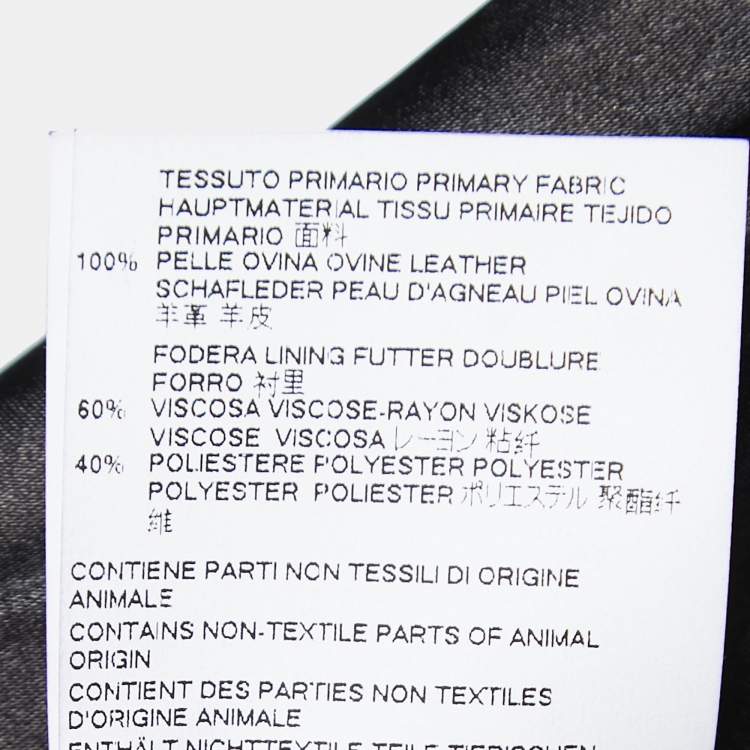 TESSUTO PRIMARIO PRIMARY FABRIC
HAUPTMATERIAL TISSU PRIMAIRE TEJIDO
PRIMARIO 面料
100% PELLE OVINA OVINE LEATHER
SCHAFLEDER PEAU D'AGNEAU PIEL OVINA
羊革 羊皮
FODERA LINING FUTTER DOUBLURE
FORRO 衬里
60% VISCOSA VISCOSE-RAYON VISKOSE
VISCOSE VISCOSA レーヨン 粘纤
40% POLIESTERE POLYESTER POLYESTER
POLYESTER POLIESTER ポリエステル 聚酯纤
维
CONTIENE PARTI NON TESSILI DI ORIGINE
ANIMALE
CONTAINS NON-TEXTILE PARTS OF ANIMAL
ORIGIN
CONTIENT DES PARTIES NON TEXTILES
D'ORIGINE ANIMALE
ENTHÄLT NICHTTEXTILE TEILE TIERISCHEN